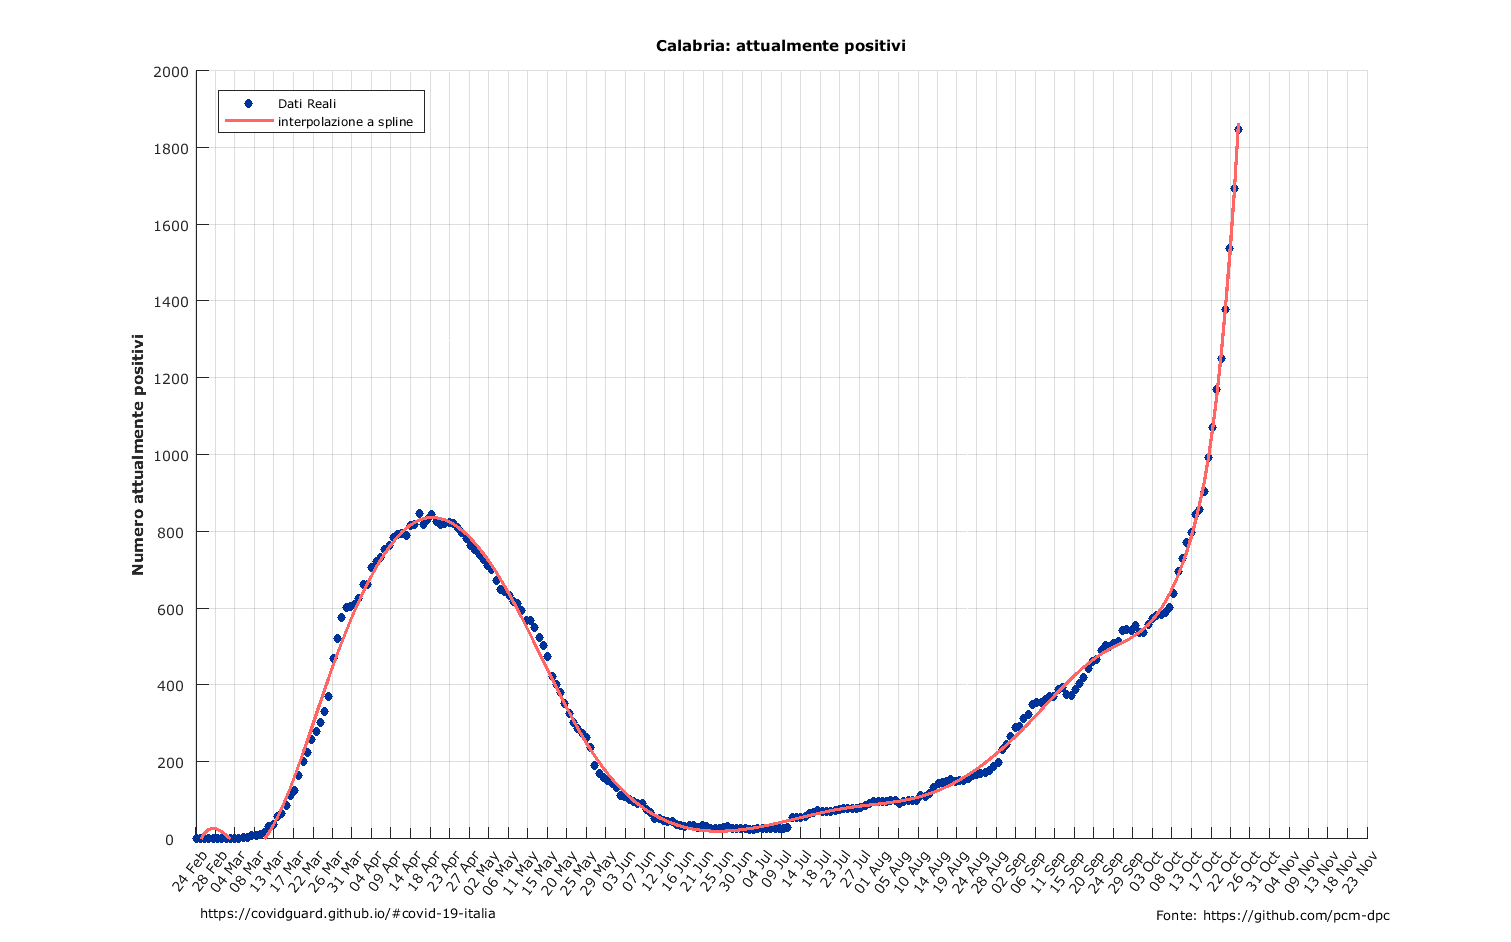 Calabria: attualmente positivi
Dati Reali
interpolazione a spline
Numero attualmente positivi
2000
1800
1600
1400
1200
1000
800
600
400
200
0
24 Feb
28 Feb
04 Mar
08 Mar
13 Mar
17 Mar
22 Mar
26 Mar
31 Mar
04 Apr
09 Apr
14 Apr
18 Apr
23 Apr
27 Apr
02 May
06 May
11 May
15 May
20 May
25 May
29 May
03 Jun
07 Jun
12 Jun
16 Jun
21 Jun
25 Jun
30 Jun
04 Jul
09 Jul
14 Jul
18 Jul
23 Jul
27 Jul
01 Aug
05 Aug
10 Aug
14 Aug
19 Aug
24 Aug
28 Aug
02 Sep
06 Sep
11 Sep
15 Sep
20 Sep
24 Sep
29 Sep
03 Oct
08 Oct
13 Oct
17 Oct
22 Oct
26 Oct
31 Oct
04 Nov
09 Nov
13 Nov
18 Nov
23 Nov
https://covidguard.github.io/#covid-19-italia
Fonte: https://github.com/pcm-dpc